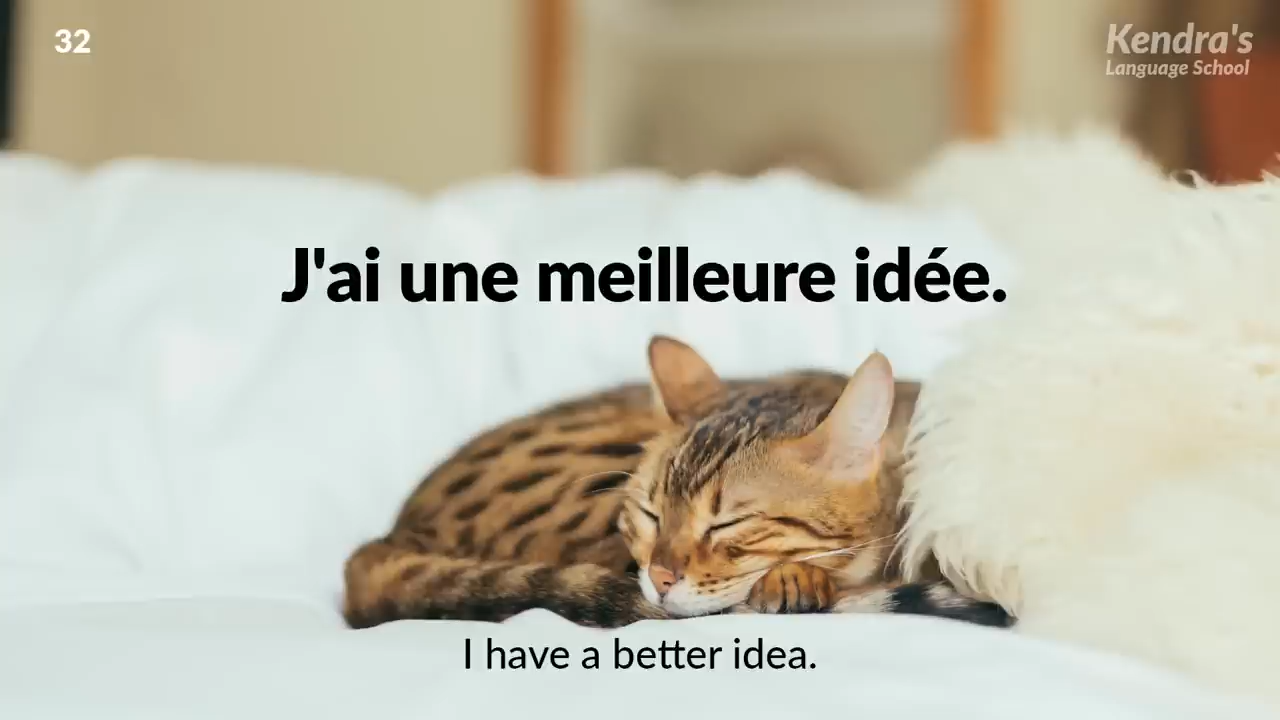 32
Kendra's
Language School
J'ai une meilleure idée.
I have a better idea.